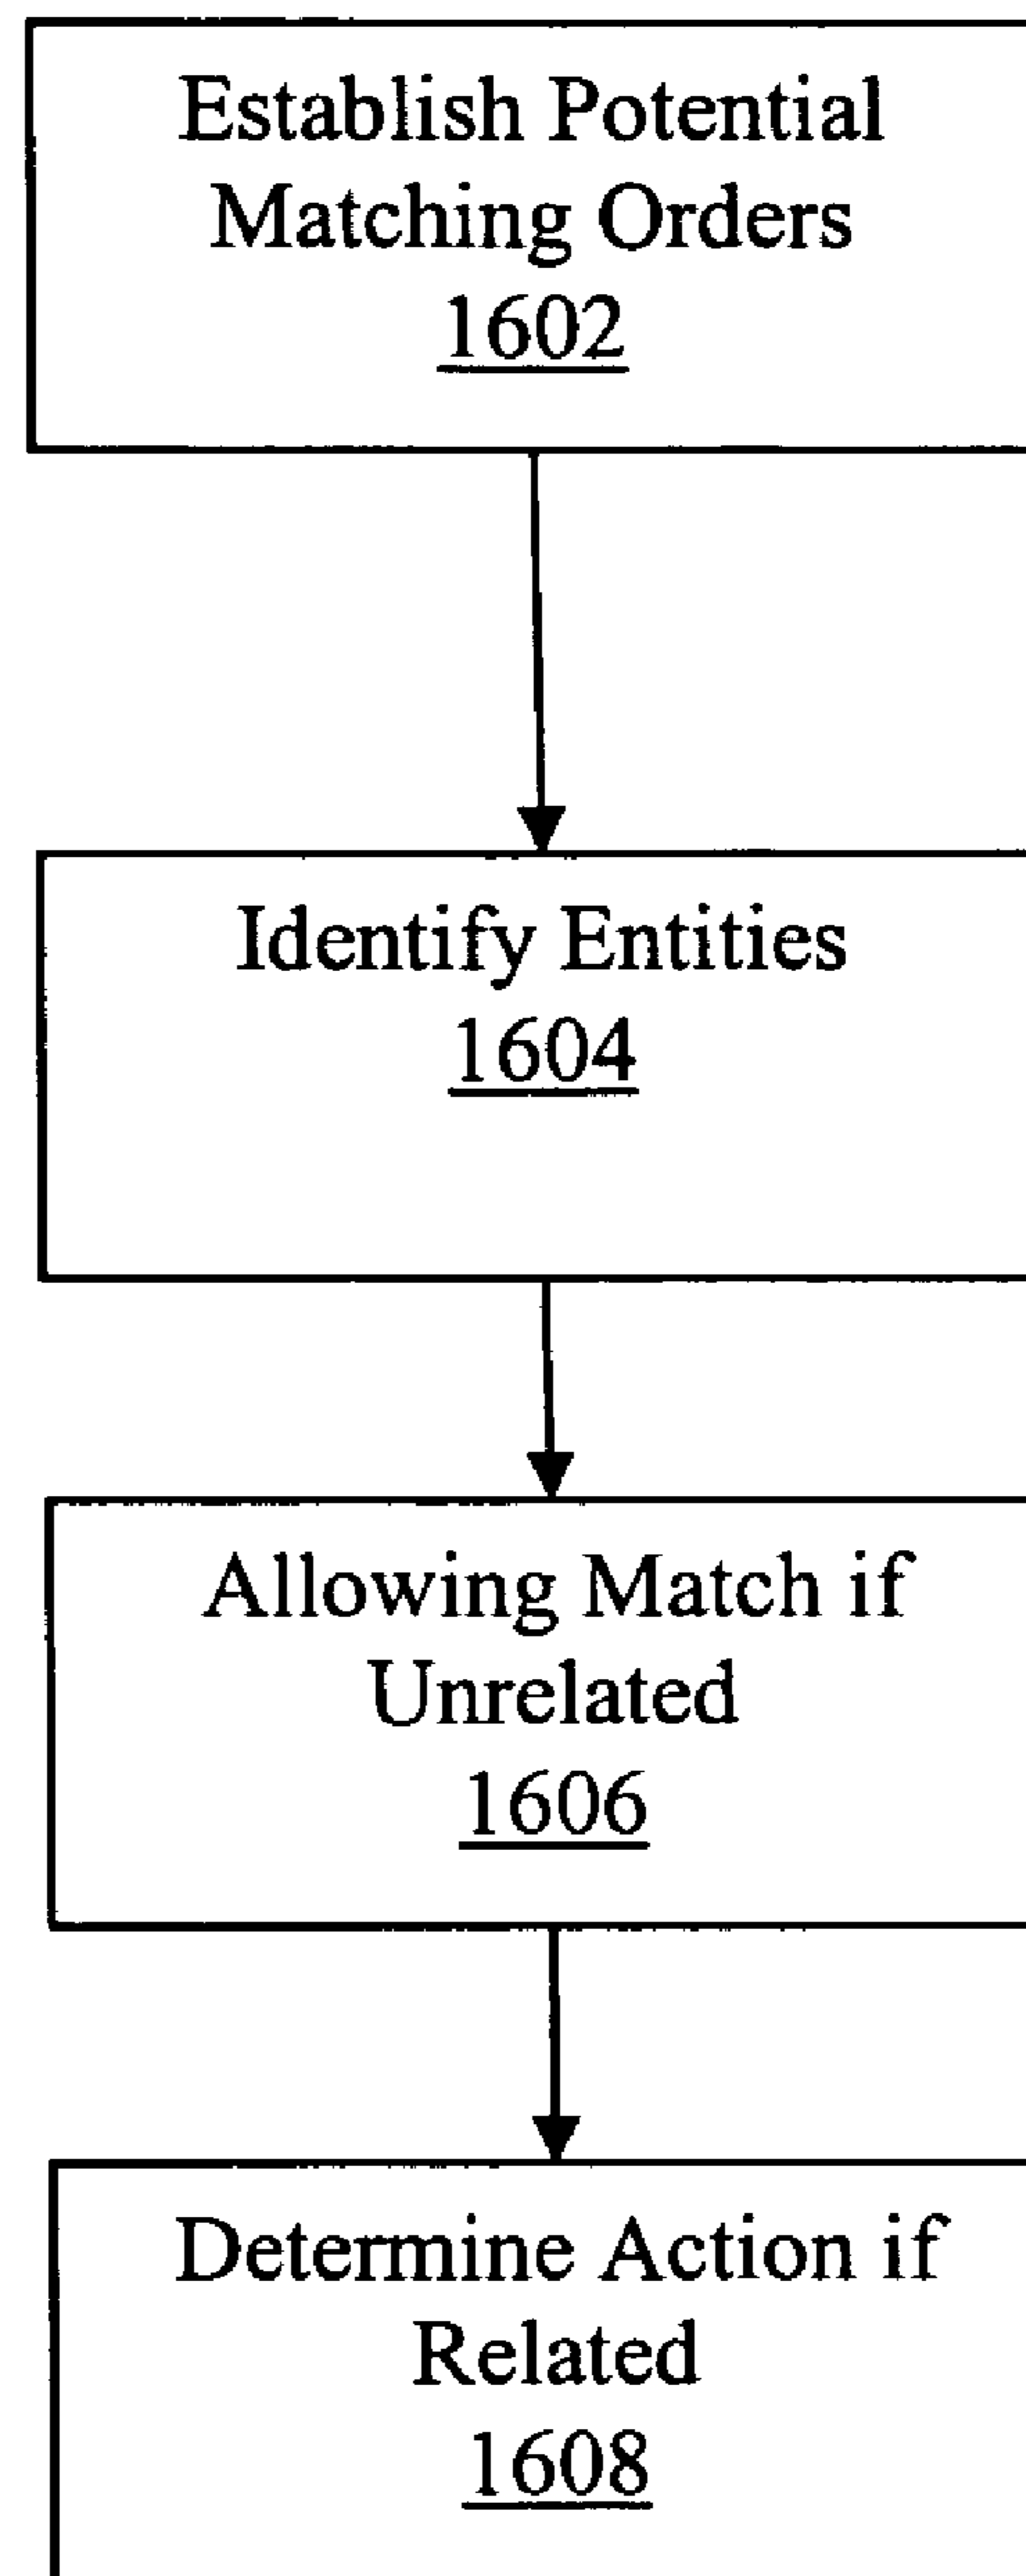 Establish Potential
Matching Orders
1602
Identify Entities
1604
Allowing Match if
Unrelated
1606
Determine Action if
Related
1608